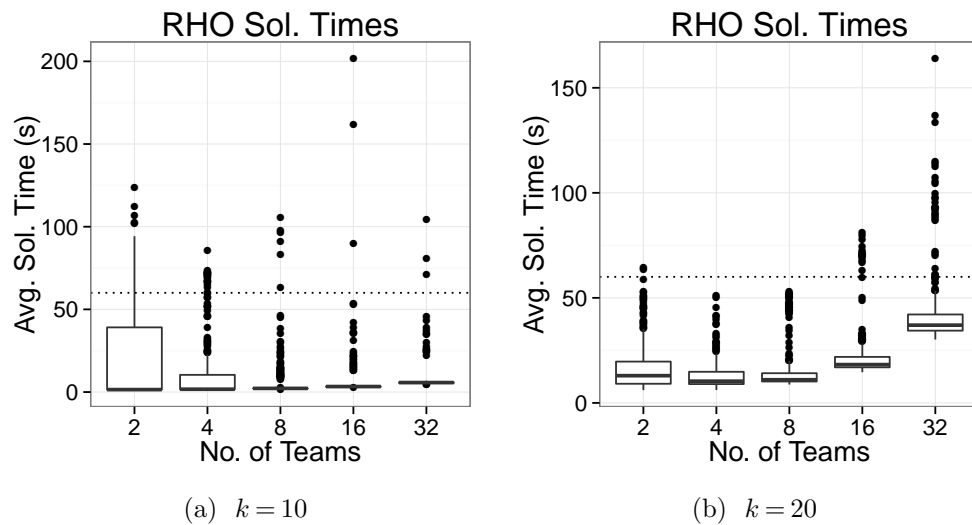 RHO Sol. Times
Avg. Sol. Time (s)
200
150
100
50
0
2 4 8 16 32
No. of Teams
(a) k = 10
RHO Sol. Times
Avg. Sol. Time (s)
150
100
50
0
2 4 8 16 32
No. of Teams
(b) k = 20